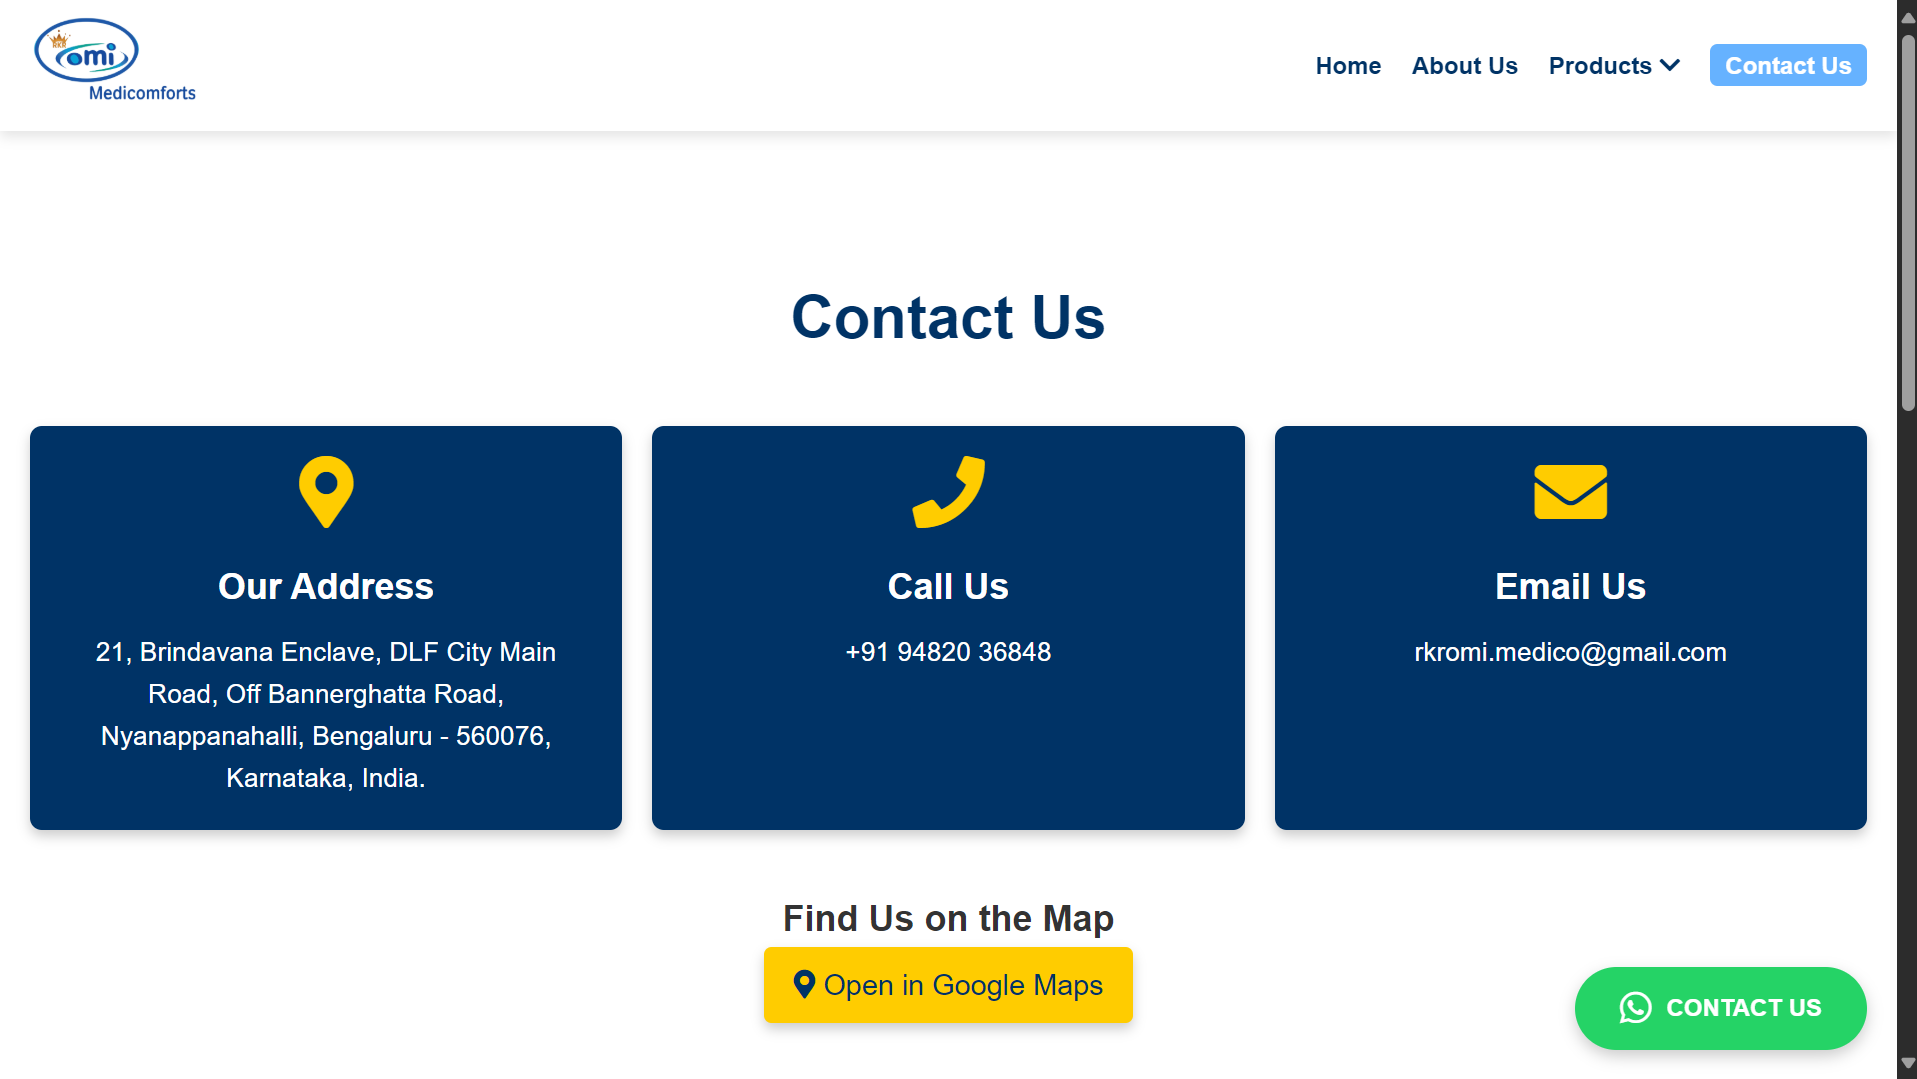 RKR
omi
Medicomforts
Home
About Us
Products
Contact Us
Contact Us
Our Address
21, Brindavana Enclave, DLF City Main
Road, Off Bannerghatta Road,
Nyanappanahalli, Bengaluru - 560076,
Karnataka, India.
Call Us
+91 94820 36848
Email Us
rkromi.medico@gmail.com
Find Us on the Map
Open in Google Maps
CONTACT US